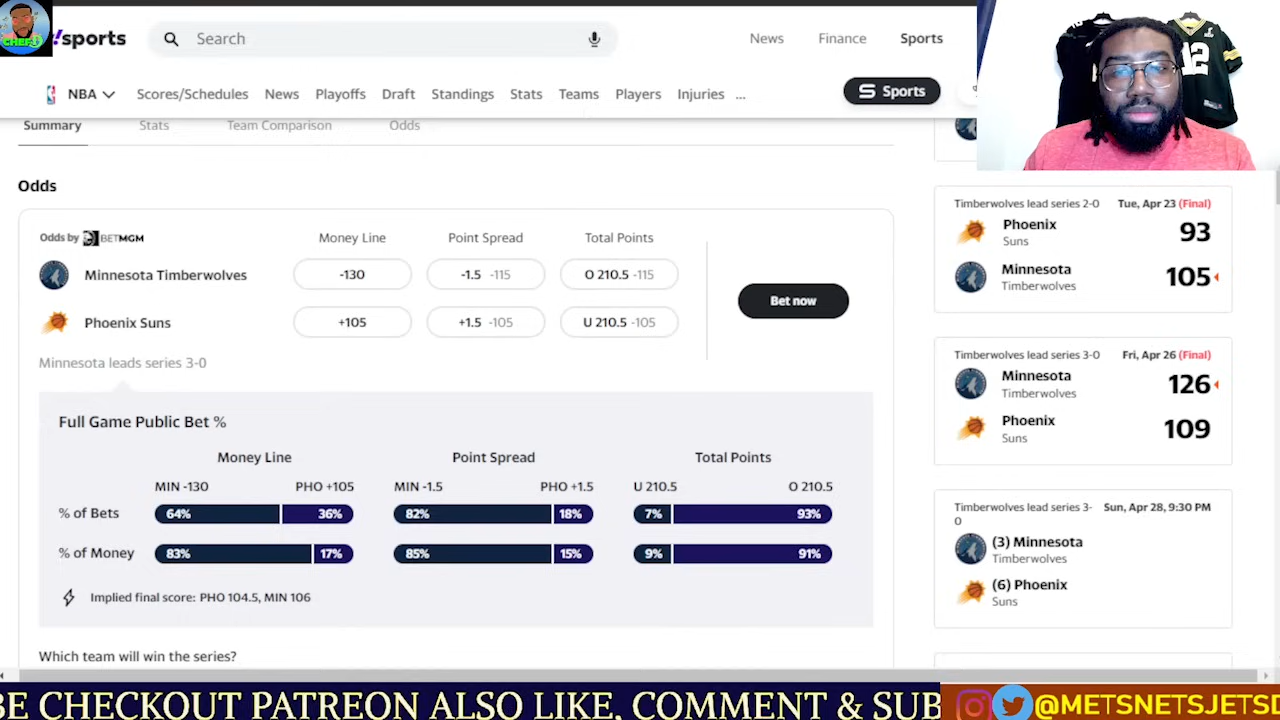 CHEFJ
!sports
Search
News
Finance
Sports
NBA
Scores/Schedules
News
Playoffs
Draft
Standings
Stats
Teams
Players
Injuries
...
Sports
Summary
Stats
Team Comparison
Odds
Odds
Odds by BETMGM
Money Line
Point Spread
Total Points
Minnesota Timberwolves
-130
-1.5 -115
O 210.5 -115
Phoenix Suns
+105
+1.5 -105
U 210.5 -105
Bet now
Minnesota leads series 3-0
Full Game Public Bet %
Money Line
Point Spread
Total Points
MIN -130
PHO +105
MIN -1.5
PHO +1.5
U 210.5
O 210.5
% of Bets
64%
36%
82%
18%
7%
93%
% of Money
83%
17%
85%
15%
9%
91%
Implied final score: PHO 104.5, MIN 106
Which team will win the series?
Timberwolves lead series 2-0
Tue, Apr 23 (Final)
Phoenix
Suns
93
Minnesota
Timberwolves
105
Timberwolves lead series 3-0
Fri, Apr 26 (Final)
Minnesota
Timberwolves
126
Phoenix
Suns
109
Timberwolves lead series 3-
0
Sun, Apr 28, 9:30 PM
(3) Minnesota
Timberwolves
(6) Phoenix
Suns
12
BE CHECKOUT PATREON ALSO LIKE, COMMENT & SUB
@METSNETSJETSL